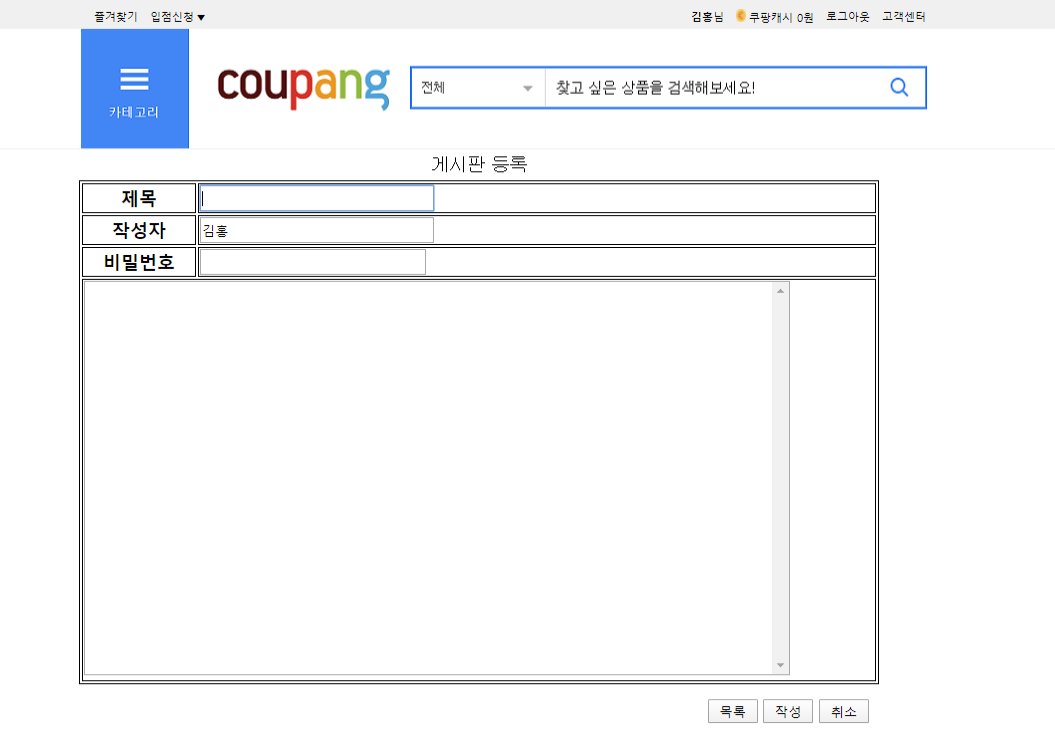 즐겨찾기 입점신청 ▼ 김홍님 쿠팡캐시 0원 로그아웃 고객센터
카테고리
coupang
전체 찾고 싶은 상품을 검색해보세요!
게시판 등록
제목
작성자 김홍
비밀번호
목록 작성 취소